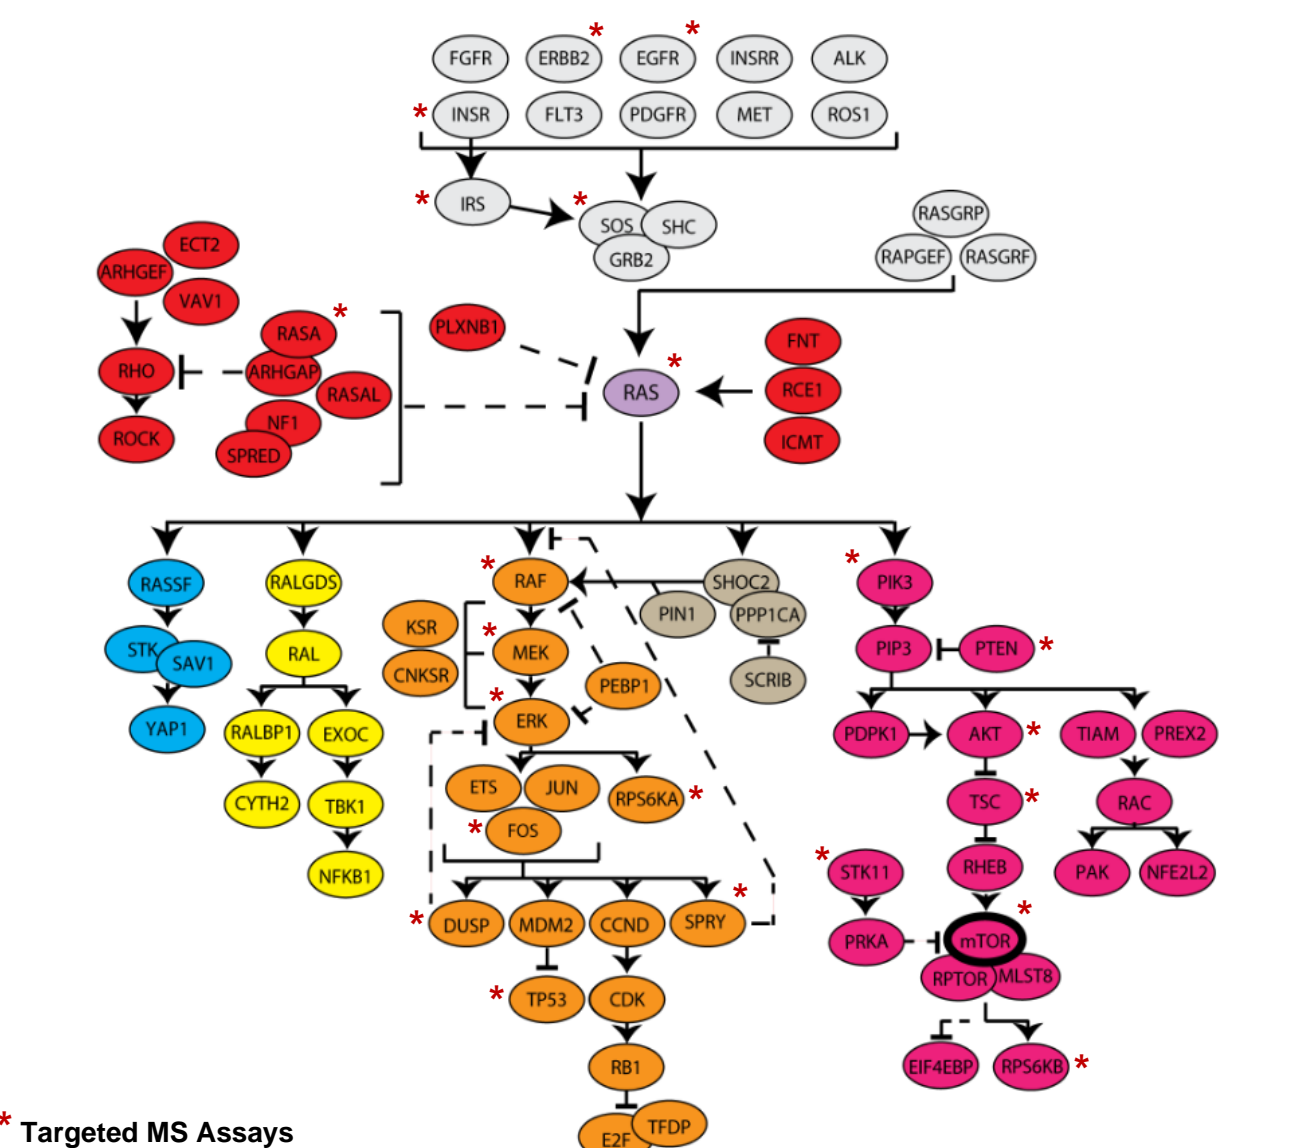 FGFR ERBB2 * EGFR * INSRR ALK
* INSR FLT3 PDGFR MET ROS1
* IRS * SOS SHC
GRB2
RASGRP
RAPGEF RASGRF
ECT2
ARHGEF
VAV1
RHO
ROCK
RASA *
ARHGAP
RASAL
NF1
SPRED
PLXNB1
RAS *
FNT
RCE1
ICMT
RASSF
STK
SAV1
YAP1
RALGDS
RAL
RALBP1 EXOC
CYTH2 TBK1
NFKB1
* RAF
KSR
* MEK
CNKSR
PEBP1
* ERK
ETS JUN
RPS6KA *
* FOS
* DUSP MDM2 CCND SPRY *
* TP53 CDK
RB1
E2F TFDP
SHOC2
PIN1 PPP1CA
SCRIB
* PIK3
PIP3 PTEN *
PDPK1 AKT * TIAM PREX2
TSC * RAC
* STK11 RHEB PAK NFE2L2
PRKA mTOR *
RPTOR MLST8
EIF4EBP RPS6KB *
* Targeted MS Assays